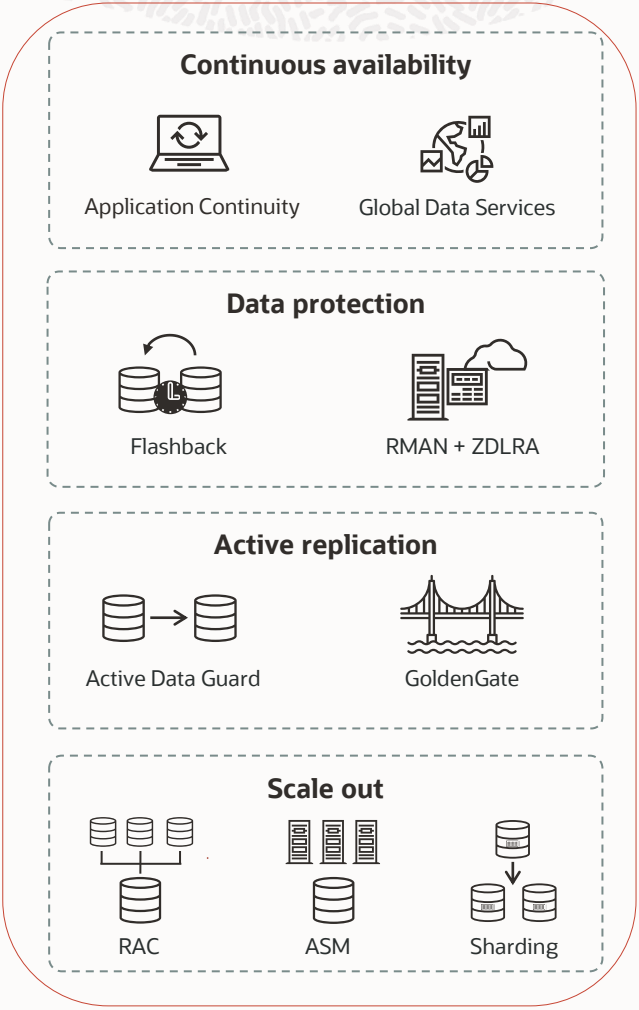 Continuous availability
Application Continuity
Global Data Services
Data protection
Flashback
RMAN + ZDLRA
Active replication
Active Data Guard
GoldenGate
Scale out
RAC
ASM
Sharding